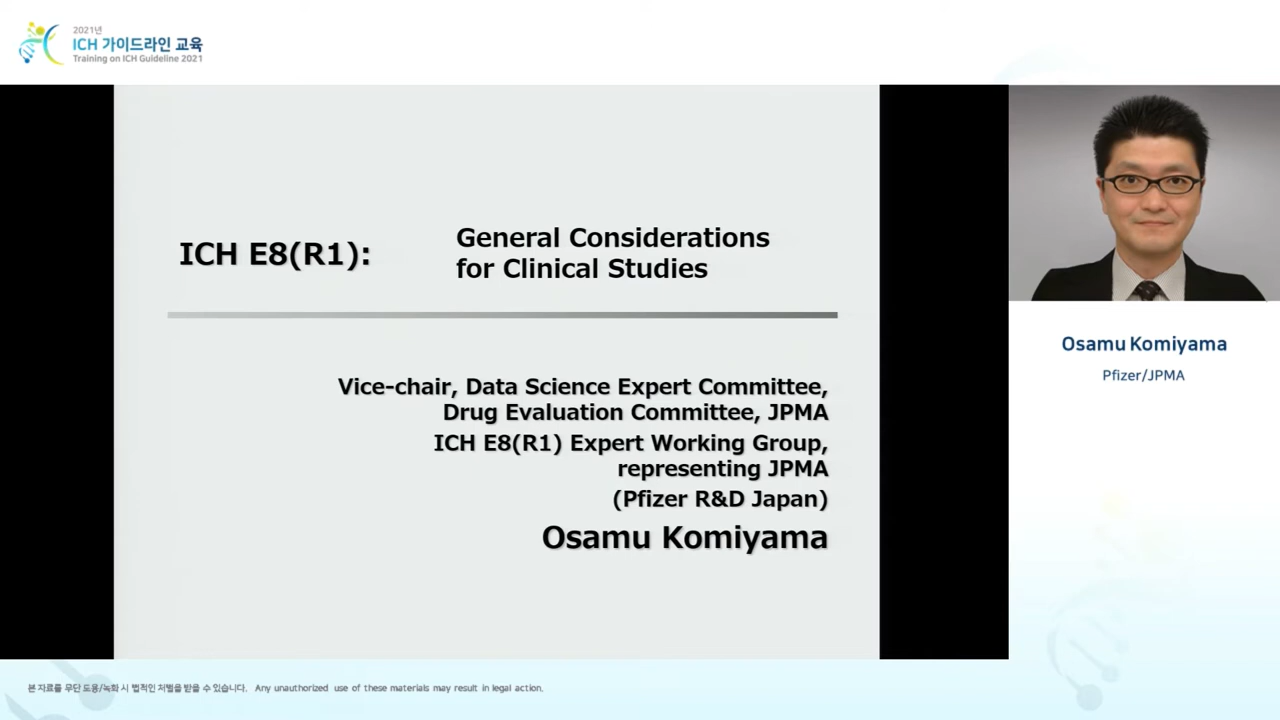 2021년
ICH 가이드라인 교육
Training on ICH Guideline 2021
ICH E8(R1):
General Considerations
for Clinical Studies
Vice-chair, Data Science Expert Committee,
Drug Evaluation Committee, JPMA
ICH E8(R1) Expert Working Group,
representing JPMA
(Pfizer R&D Japan)
Osamu Komiyama
Osamu Komiyama
Pfizer/JPMA
본 자료를 무단 도용/녹화 시 법적인 처벌을 받을 수 있습니다. Any unauthorized use of these materials may result in legal action.